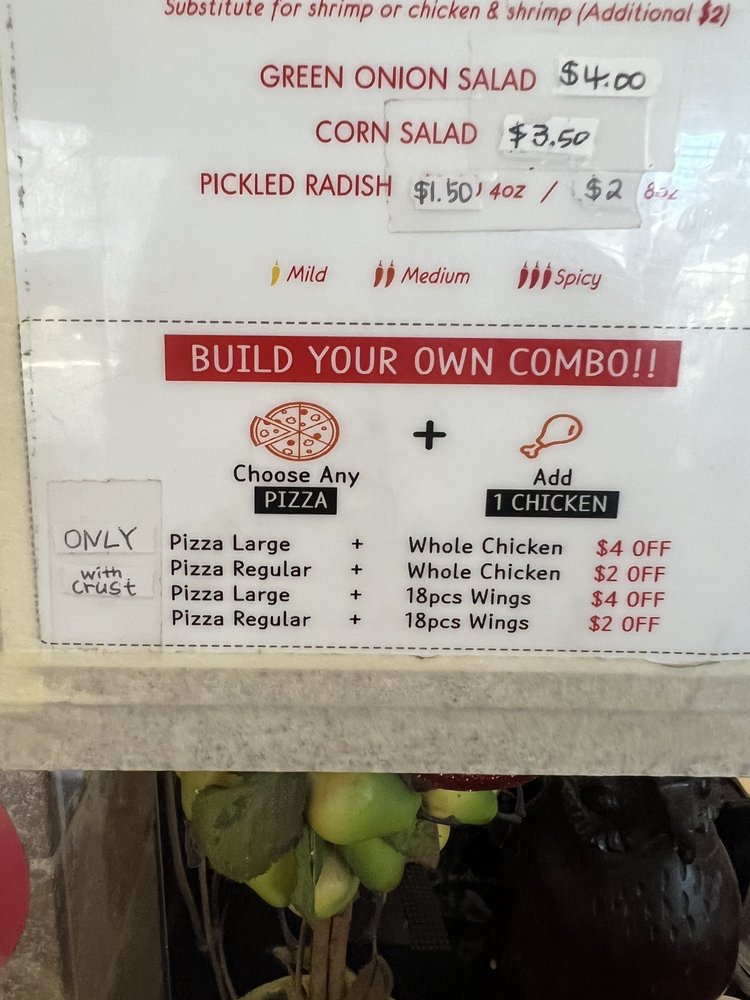 Substitute for shrimp or chicken & shrimp (Additional $2)
GREEN ONION SALAD $4.00
CORN SALAD $3.50
PICKLED RADISH $1.50/ 4oz / $2 8oz
Mild Medium Spicy
BUILD YOUR OWN COMBO!!
+
Choose Any Add
PIZZA 1 CHICKEN
ONLY
with
crust
Pizza Large + Whole Chicken $4 OFF
Pizza Regular + Whole Chicken $2 OFF
Pizza Large + 18pcs Wings $4 OFF
Pizza Regular + 18pcs Wings $2 OFF